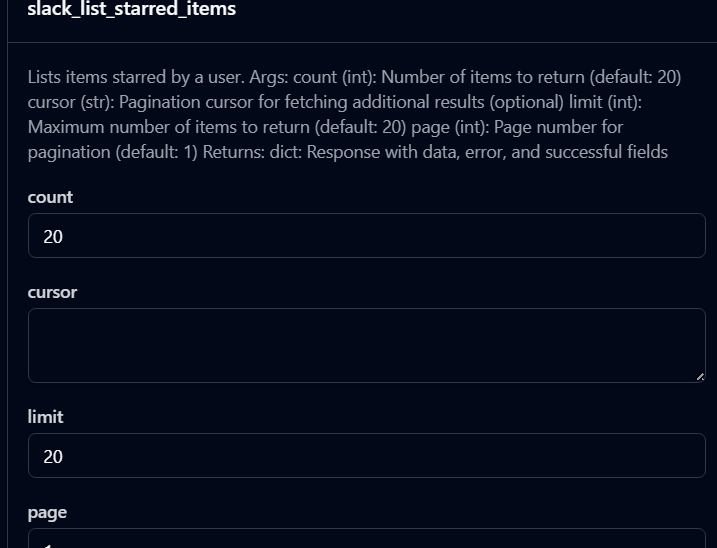 slack_list_starred_items
Lists items starred by a user. Args: count (int): Number of items to return (default: 20)
cursor (str): Pagination cursor for fetching additional results (optional) limit (int):
Maximum number of items to return (default: 20) page (int): Page number for
pagination (default: 1) Returns: dict: Response with data, error, and successful fields
count
20
cursor
limit
20
page